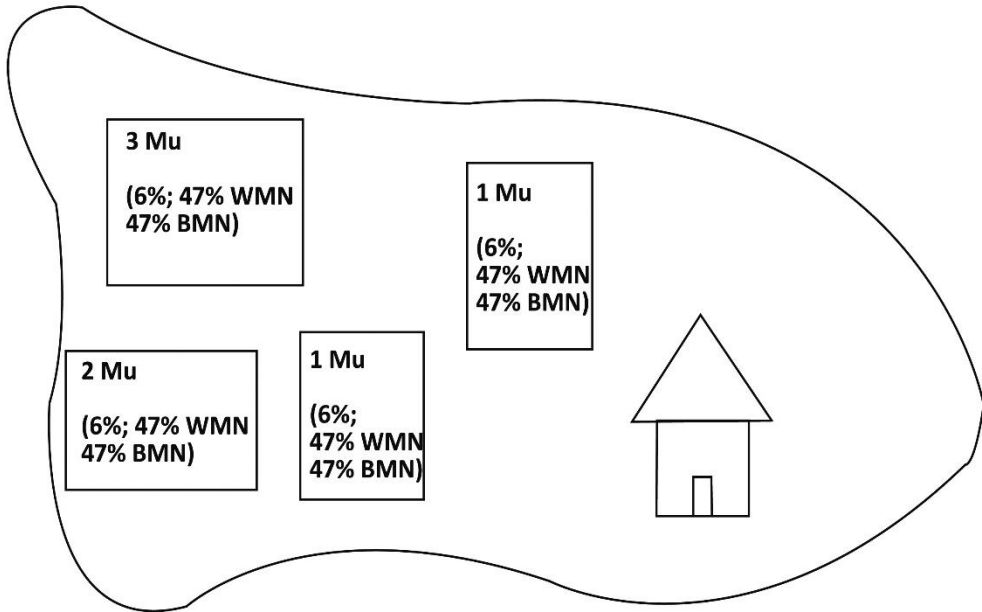 3 Mu
(6%; 47% WMN
47% BMN)
1 Mu
(6%;
47% WMN
47% BMN)
2 Mu
(6%; 47% WMN
47% BMN)
1 Mu
(6%;
47% WMN
47% BMN)